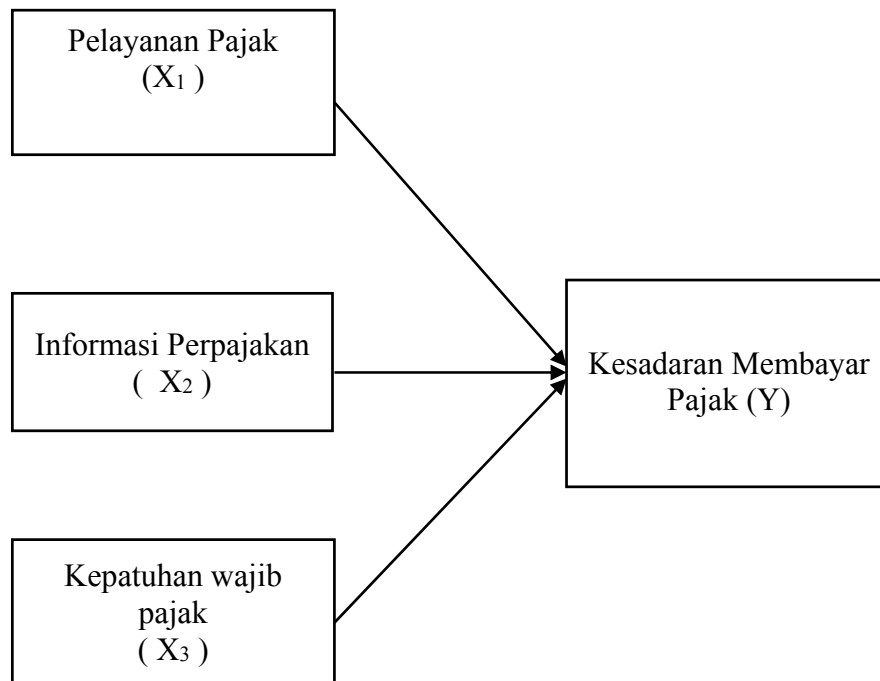 Pelayanan Pajak
(X₁ )
Informasi Perpajakan
( X₂ )
Kesadaran Membayar
Pajak (Y)
Kepatuhan wajib
pajak
( X₃ )